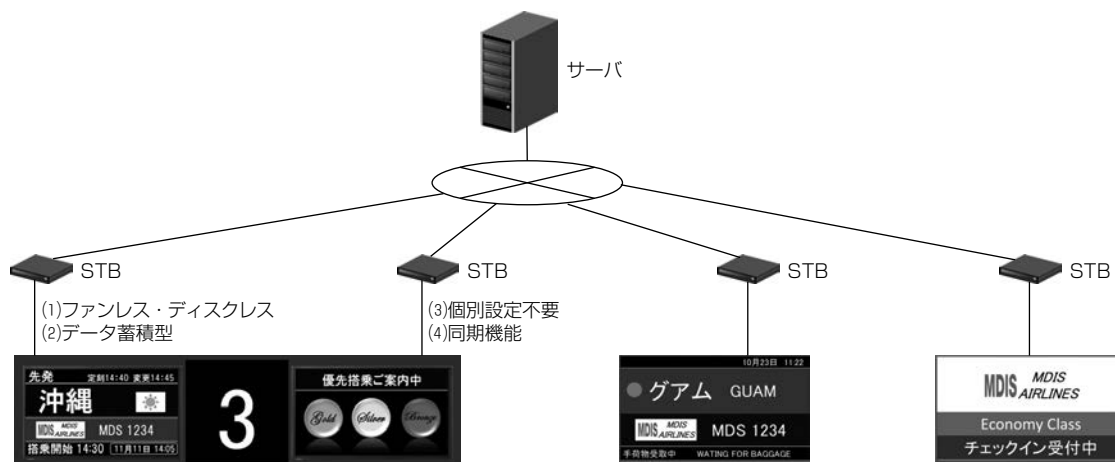 サーバ
STB
STB
STB
STB
(1)ファンレス・ディスクレス
(2)データ蓄積型
(3)個別設定不要
(4)同期機能
先発 定刻14:40 変更14:45
沖縄
MDIS MDIS AIRLINES MDS 1234
搭乗開始 14:30 11月11日 14:05
3
優先搭乗ご案内中
Gold Silver Bronze
10月23日 11:22
グアム GUAM
MDIS MDIS AIRLINES MDS 1234
手荷物受取中 WATING FOR BAGGAGE
MDIS MDIS AIRLINES
Economy Class
チェックイン受付中